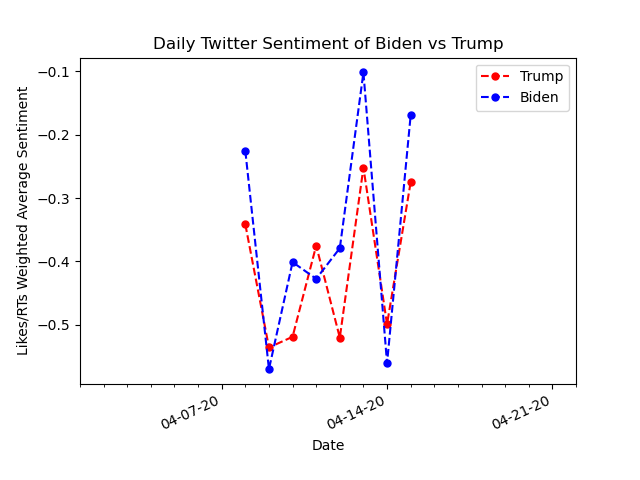 Daily Twitter Sentiment of Biden vs Trump
Likes/RTs Weighted Average Sentiment
−0.1
−0.2
−0.3
−0.4
−0.5
Trump
Biden
04-07-20
04-14-20
04-21-20
Date